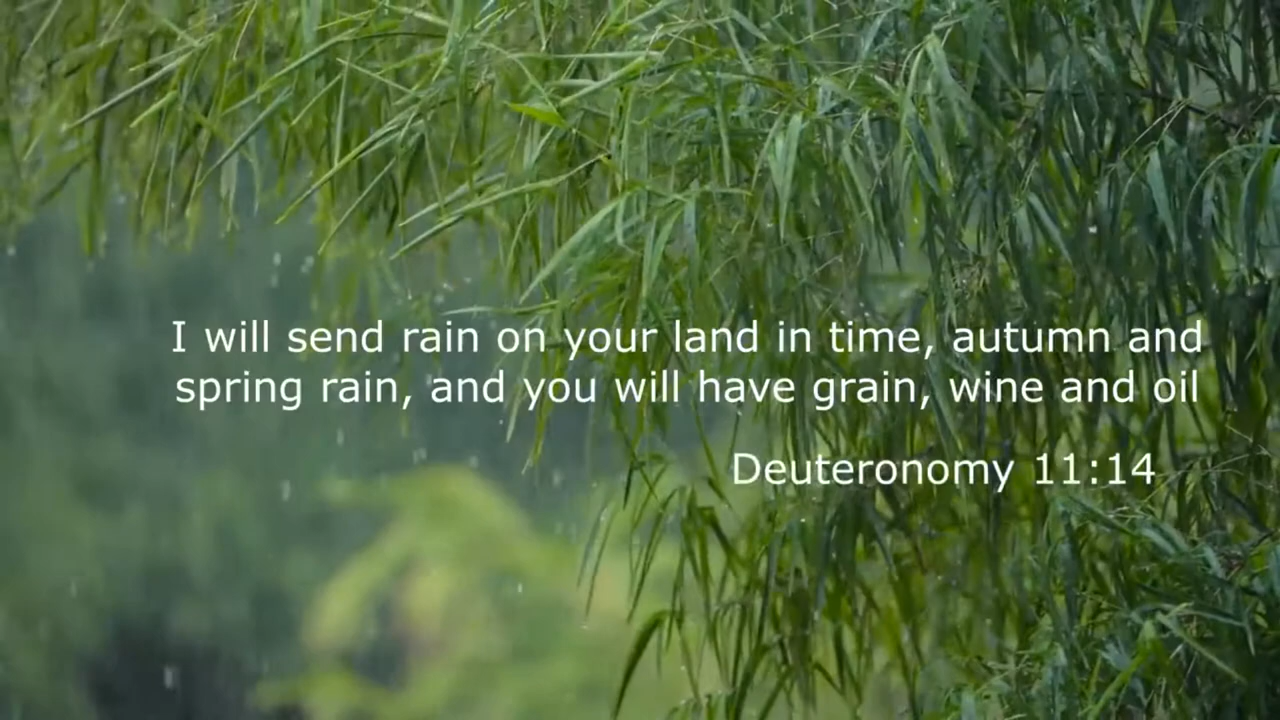 I will send rain on your land in time, autumn and
spring rain, and you will have grain, wine and oil
Deuteronomy 11:14